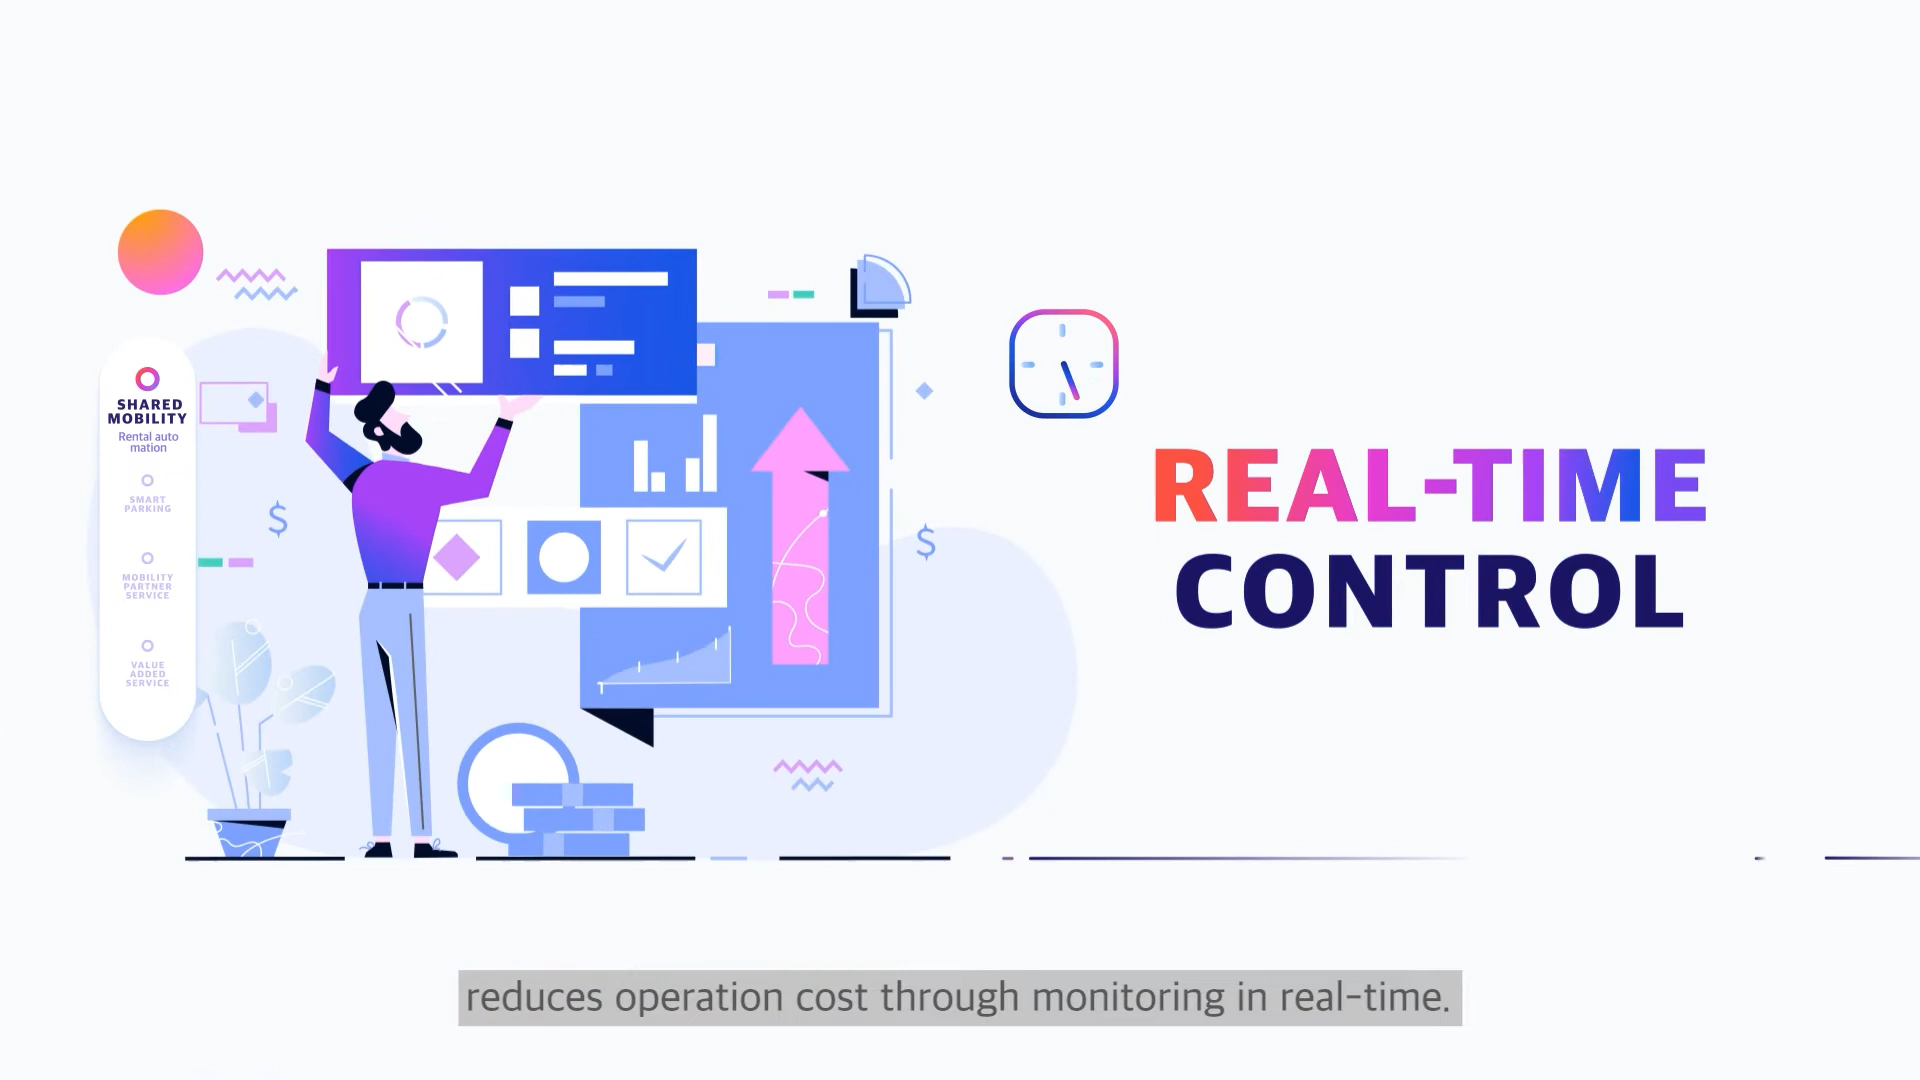 SHARED
MOBILITY
Rental auto
mation
SMART
PARKING
MOBILITY
PARTNER
SERVICE
VALUE
ADDED
SERVICE
$
$
REAL-TIME
CONTROL
reduces operation cost through monitoring in real-time.